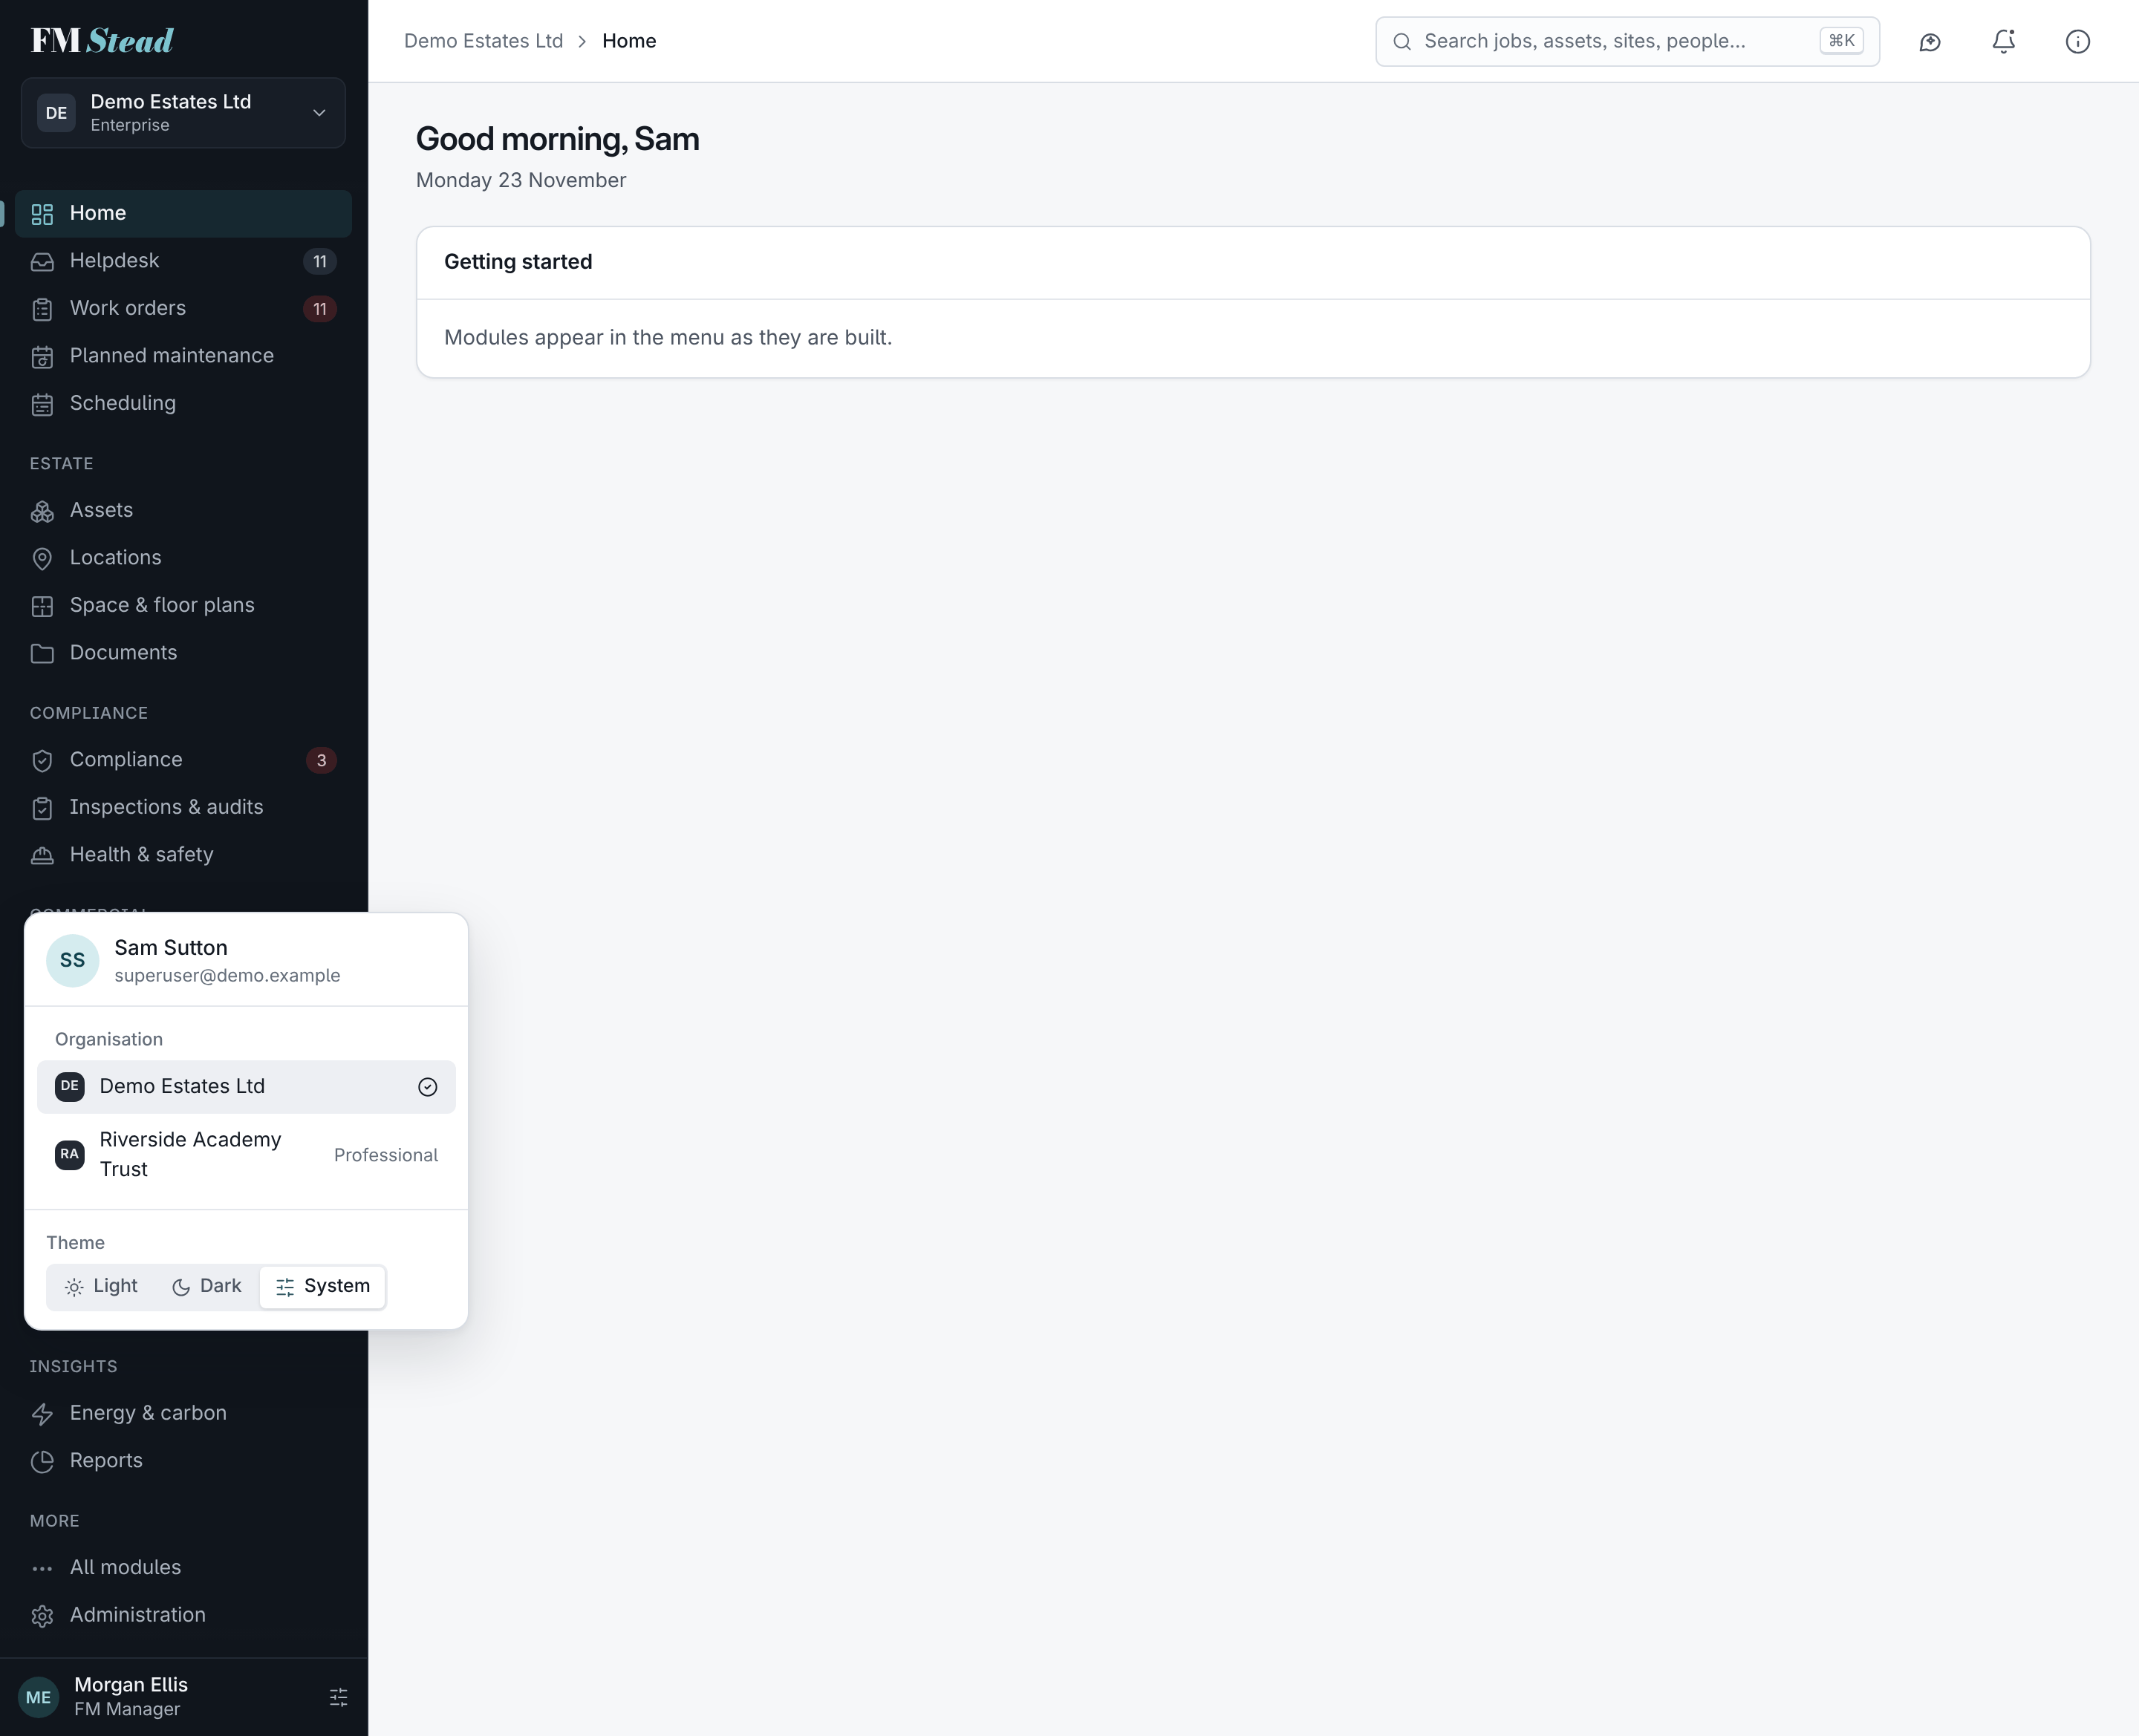 FM Stead
DE
Demo Estates Ltd
Enterprise
Home
Helpdesk 11
Work orders 11
Planned maintenance
Scheduling
ESTATE
Assets
Locations
Space & floor plans
Documents
COMPLIANCE
Compliance 3
Inspections & audits
Health & safety
SS
Sam Sutton
superuser@demo.example
Organisation
DE Demo Estates Ltd
RA Riverside Academy
Trust
Professional
Theme
Light Dark System
INSIGHTS
Energy & carbon
Reports
MORE
All modules
Administration
ME
Morgan Ellis
FM Manager
Demo Estates Ltd > Home
Search jobs, assets, sites, people... ⌘K
Good morning, Sam
Monday 23 November
Getting started
Modules appear in the menu as they are built.